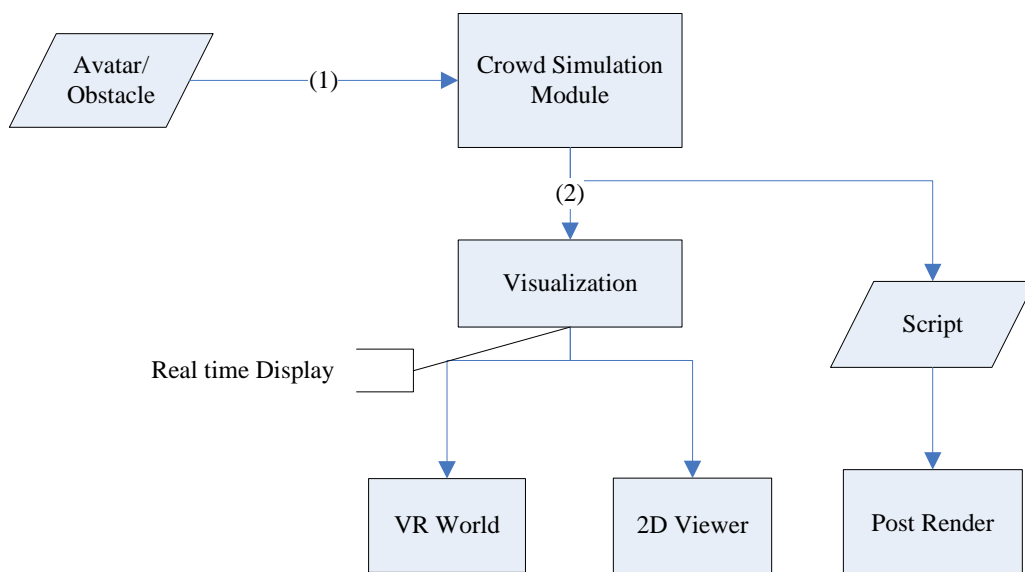 Avatar/
Obstacle
(1)
Crowd Simulation
Module
(2)
Visualization
Script
Real time Display
VR World
2D Viewer
Post Render